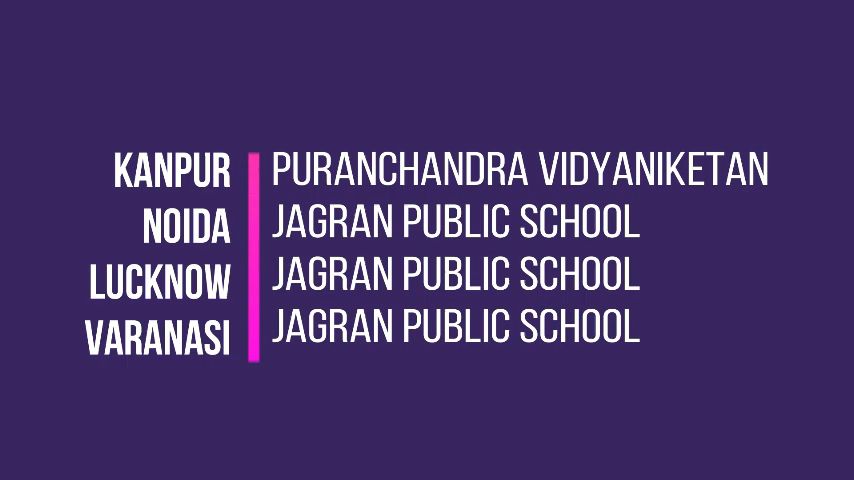 KANPUR PURANCHANDRA VIDYANIKETAN
NOIDA JAGRAN PUBLIC SCHOOL
LUCKNOW JAGRAN PUBLIC SCHOOL
VARANASI JAGRAN PUBLIC SCHOOL